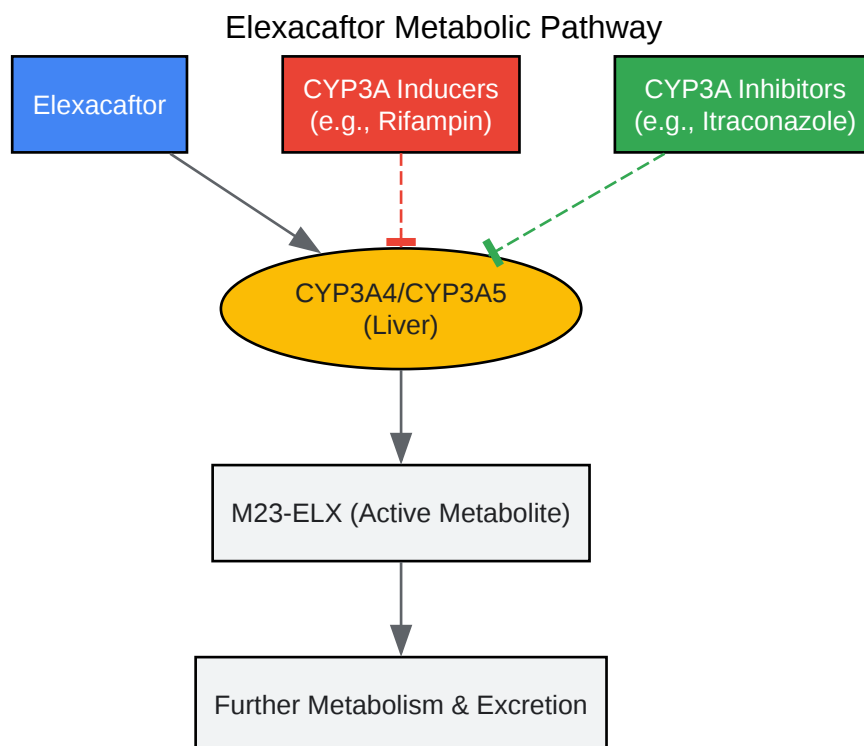 Elexacaftor Metabolic Pathway
Elexacaftor
CYP3A Inducers
(e.g., Rifampin)
CYP3A Inhibitors
(e.g., Itraconazole)
CYP3A4/CYP3A5
(Liver)
M23-ELX (Active Metabolite)
Further Metabolism & Excretion